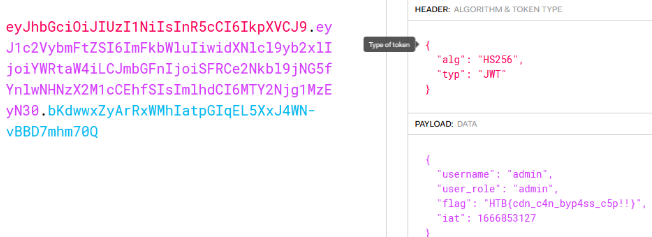 eyJhbGciOiJIUzI1NiIsInR5cCI6IkpXVCJ9.ey
J1c2VybmFtZSI6ImFkbWluIiwidXNlcl9yb2xlI
joiYWRtaW4iLCJmbGFnIjoiSFRCe2Nkbl9jNG5f
YnlwNHNzX2M1cCEhfSIsImlhdCI6MTY2Njg1MzE
yN30.bKdwwxZyArRxWMhIatpGIqEL5XxJ4WN-
vBBD7mhm70Q
HEADER: ALGORITHM & TOKEN TYPE
Type of token
{
"alg": "HS256",
"typ": "JWT"
}
PAYLOAD: DATA
{
"username": "admin",
"user_role": "admin",
"flag": "HTB{cdn_c4n_byp4ss_c5p!!}",
"iat": 1666853127
}